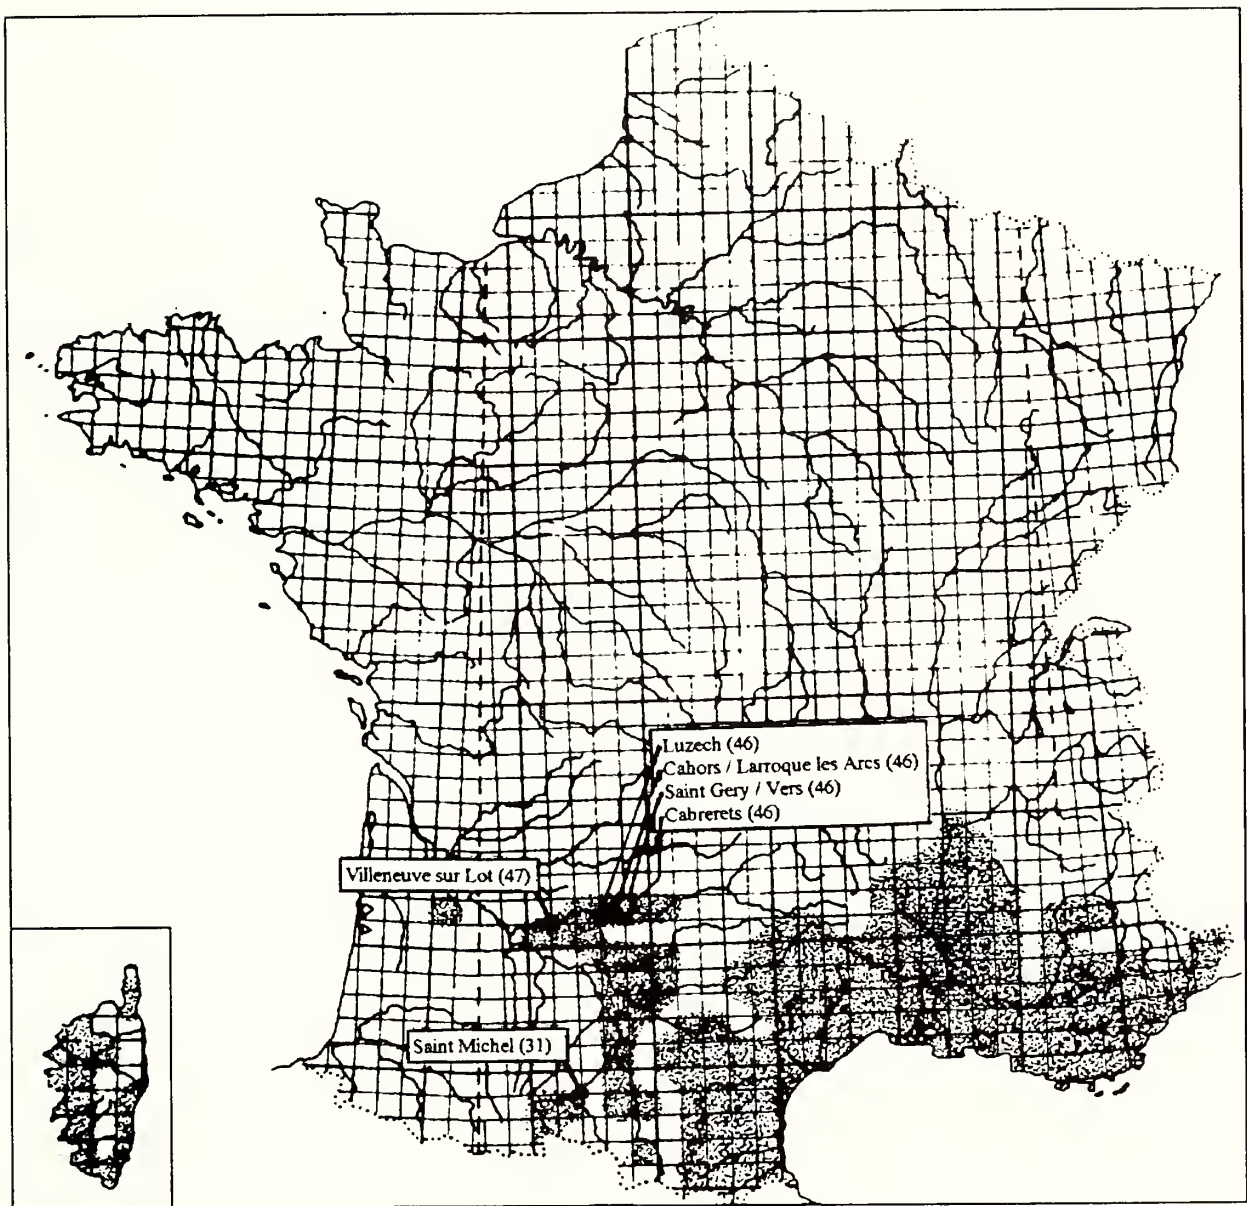 Luzech (46)
Cahors / Larroque les Arcs (46)
Saint Gery / Vers (46)
Cabrerets (46)
Villeneuve sur Lot (47)
Saint Michel (31)